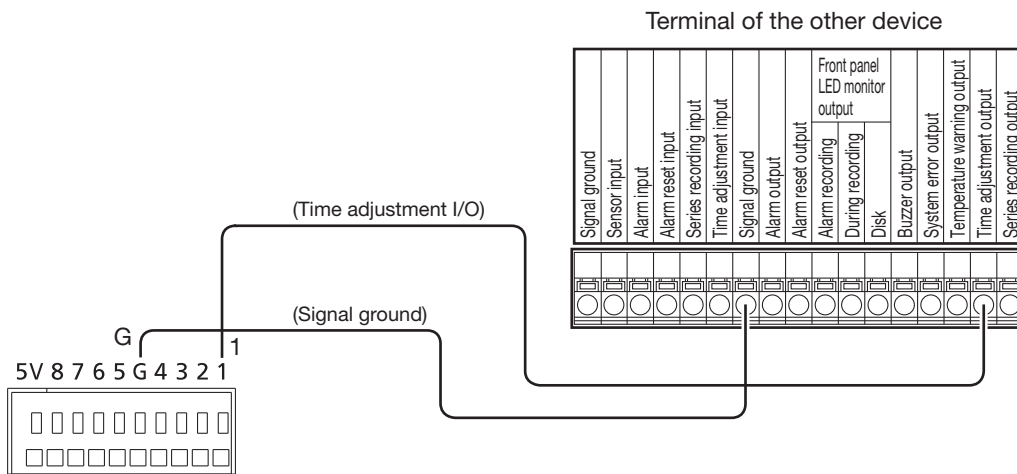 Terminal of the other device
Signal ground
Sensor input
Alarm input
Alarm reset input
Series recording input
Time adjustment input
Signal ground
Alarm output
Alarm reset output
Front panel
LED monitor
output
Alarm recording
During recording
Disk
Buzzer output
System error output
Temperature warning output
Time adjustment output
Series recording output
(Time adjustment I/O)
(Signal ground)
G
1
5V 8 7 6 5 G 4 3 2 1